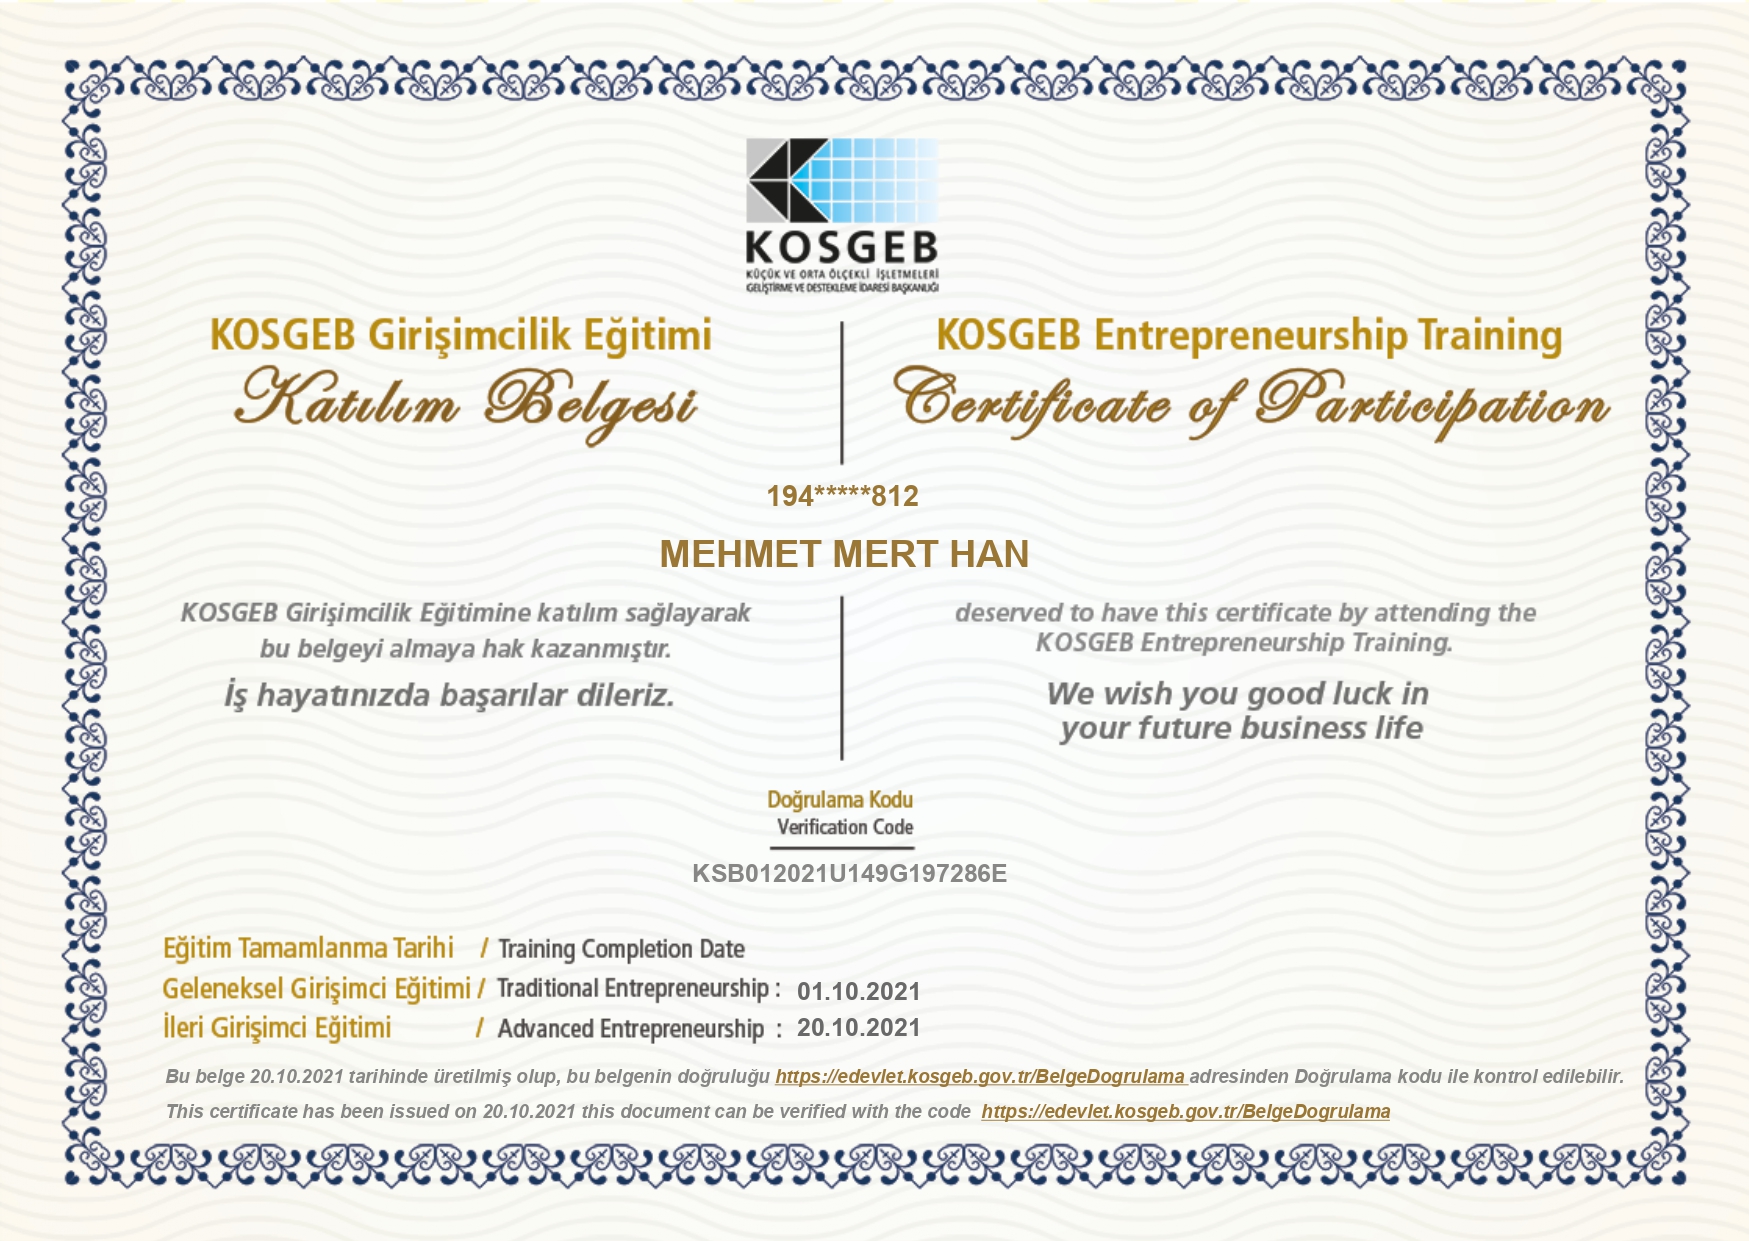 KOSGEB
KÜÇÜK VE ORTA ÖLÇEKLİ İŞLETMELERİ
GELİŞTİRME VE DESTEKLEME İDARESİ BAŞKANLIĞI
KOSGEB Girişimcilik Eğitimi
Katılım Belgesi
KOSGEB Entrepreneurship Training
Certificate of Participation
194*****812
MEHMET MERT HAN
KOSGEB Girişimcilik Eğitimine katılım sağlayarak
bu belgeyi almaya hak kazanmıştır.
İş hayatınızda başarılar dileriz.
deserved to have this certificate by attending the
KOSGEB Entrepreneurship Training.
We wish you good luck in
your future business life
Doğrulama Kodu
Verification Code
KSB012021U149G197286E
Eğitim Tamamlanma Tarihi / Training Completion Date
Geleneksel Girişimci Eğitimi / Traditional Entrepreneurship : 01.10.2021
İleri Girişimci Eğitimi / Advanced Entrepreneurship : 20.10.2021
Bu belge 20.10.2021 tarihinde üretilmiş olup, bu belgenin doğruluğu https://edevlet.kosgeb.gov.tr/BelgeDogrulama adresinden Doğrulama kodu ile kontrol edilebilir.
This certificate has been issued on 20.10.2021 this document can be verified with the code https://edevlet.kosgeb.gov.tr/BelgeDogrulama